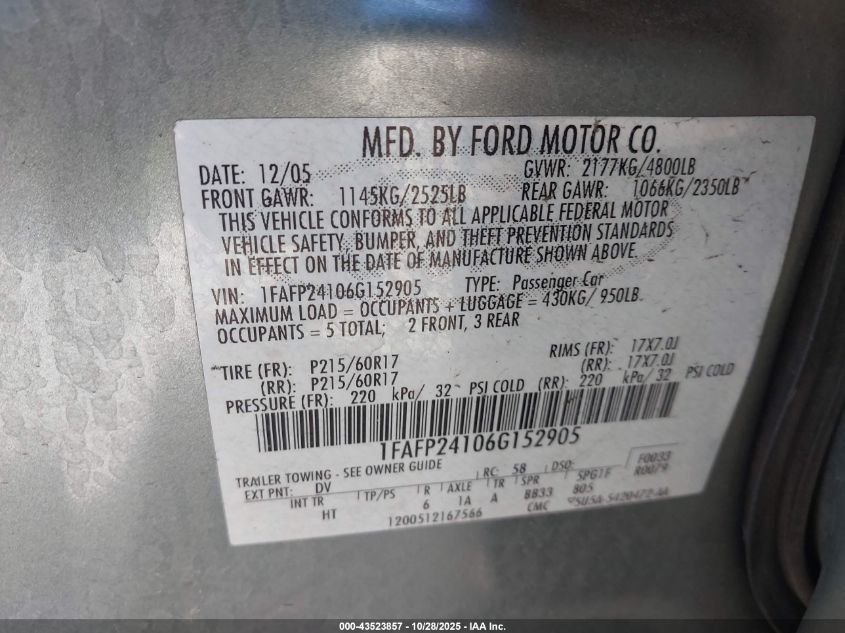 MFD. BY FORD MOTOR CO.
DATE: 12/05 GVWR: 2177KG/4800LB
FRONT GAWR: 1145KG/2525LB REAR GAWR: 1066KG/2350LB
THIS VEHICLE CONFORMS TO ALL APPLICABLE FEDERAL MOTOR
VEHICLE SAFETY, BUMPER, AND THEFT PREVENTION STANDARDS
IN EFFECT ON THE DATE OF MANUFACTURE SHOWN ABOVE.
VIN: 1FAFP24106G152905 TYPE: Passenger Car
MAXIMUM LOAD = OCCUPANTS + LUGGAGE = 430KG/ 950LB
OCCUPANTS = 5 TOTAL; 2 FRONT, 3 REAR
TIRE (FR): P215/60R17 RIMS (FR): 17X7.0J
(RR): P215/60R17 (RR): 17X7.0J
PRESSURE (FR): 220 kPa/ 32 PSI COLD (RR): 220 kPa/ 32 PSI COLD
1FAFP24106G152905
TRAILER TOWING - SEE OWNER GUIDE
RC: 58 DSO: F0033
EXT PNT: DV R0079
INT TR TP/PS R AXLE TR SPR SPG1F
HT 6 1A A BB33 805
1200512167566 CMC